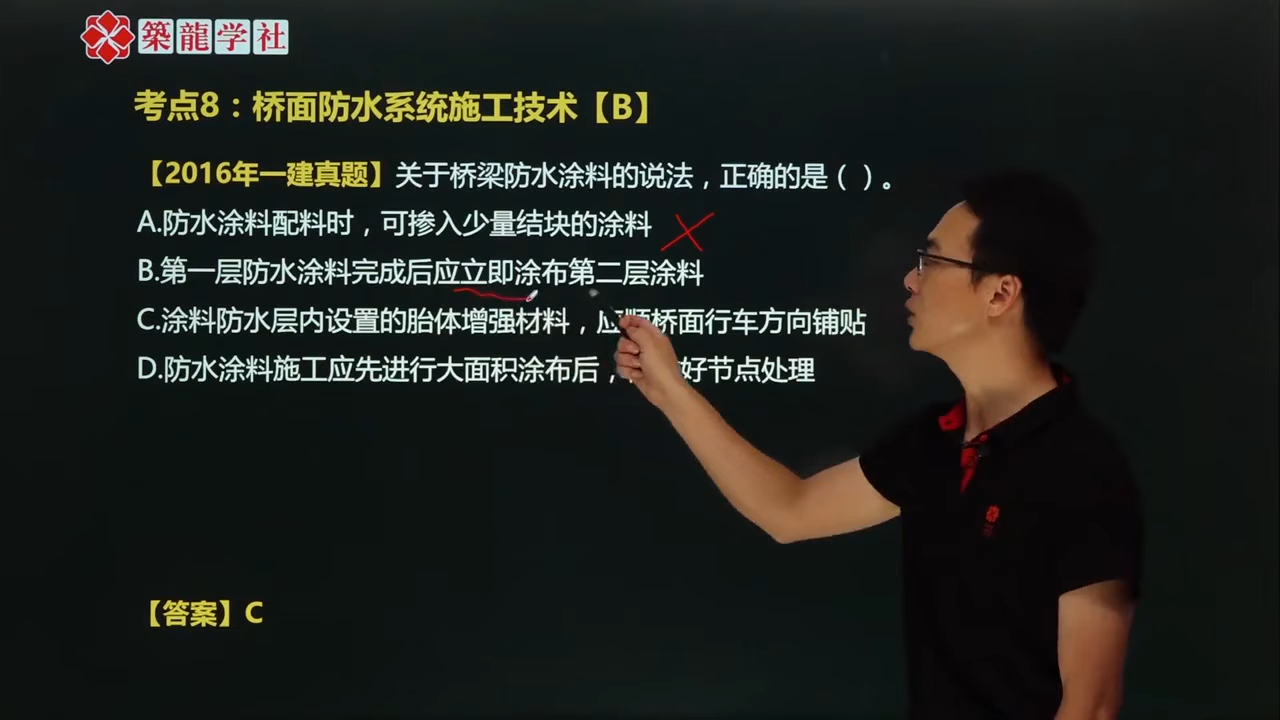 築龍学社
考点8：桥面防水系统施工技术【B】
【2016年一建真题】关于桥梁防水涂料的说法，正确的是（ ）。
A.防水涂料配料时，可掺入少量结块的涂料
B.第一层防水涂料完成后应立即涂布第二层涂料
C.涂料防水层内设置的胎体增强材料，应顺桥面行车方向铺贴
D.防水涂料施工应先进行大面积涂布后，好节点处理
【答案】C